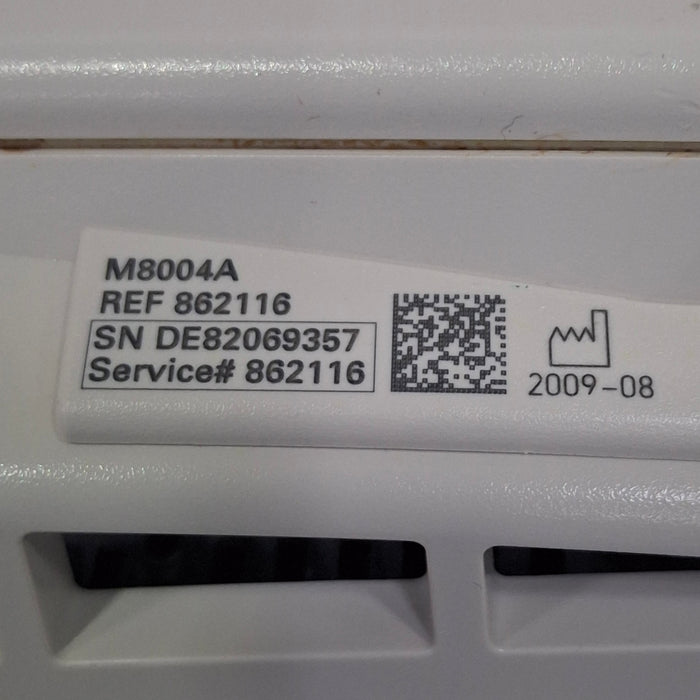 M8004A
REF 862116
SN DE82069357
Service# 862116
2009-08